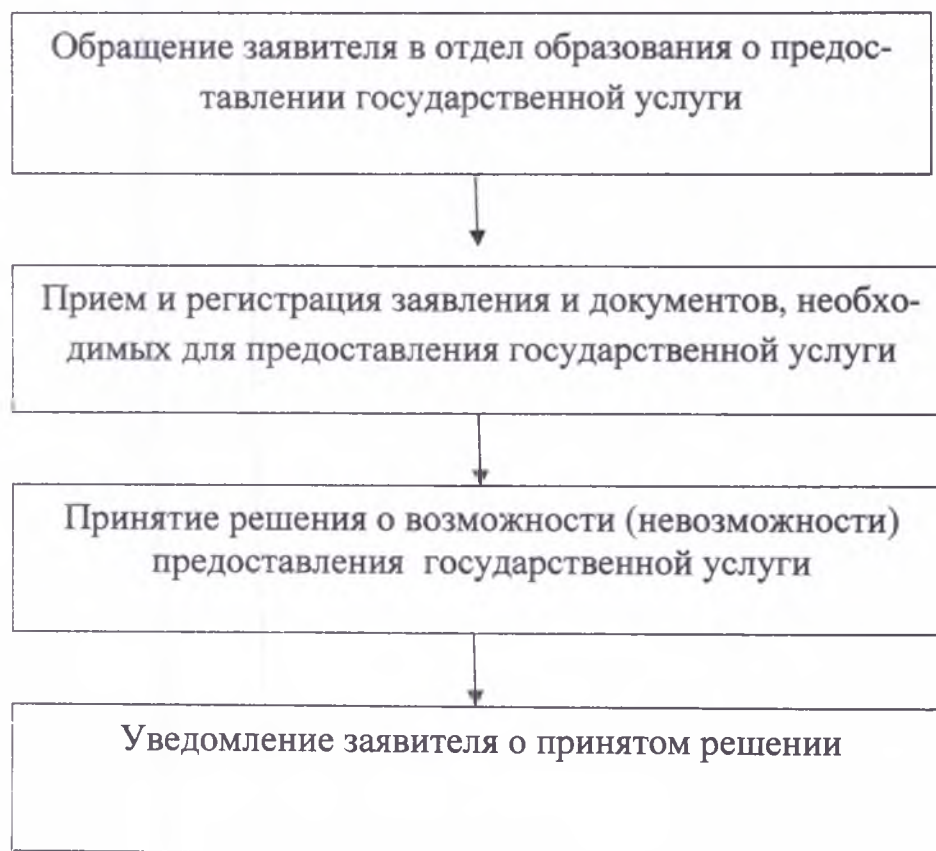 Обращение заявителя в отдел образования о предос-
тавлении государственной услуги
Прием и регистрация заявления и документов, необхо-
димых для предоставления государственной услуги
Принятие решения о возможности (невозможности)
предоставления государственной услуги
Уведомление заявителя о принятом решении